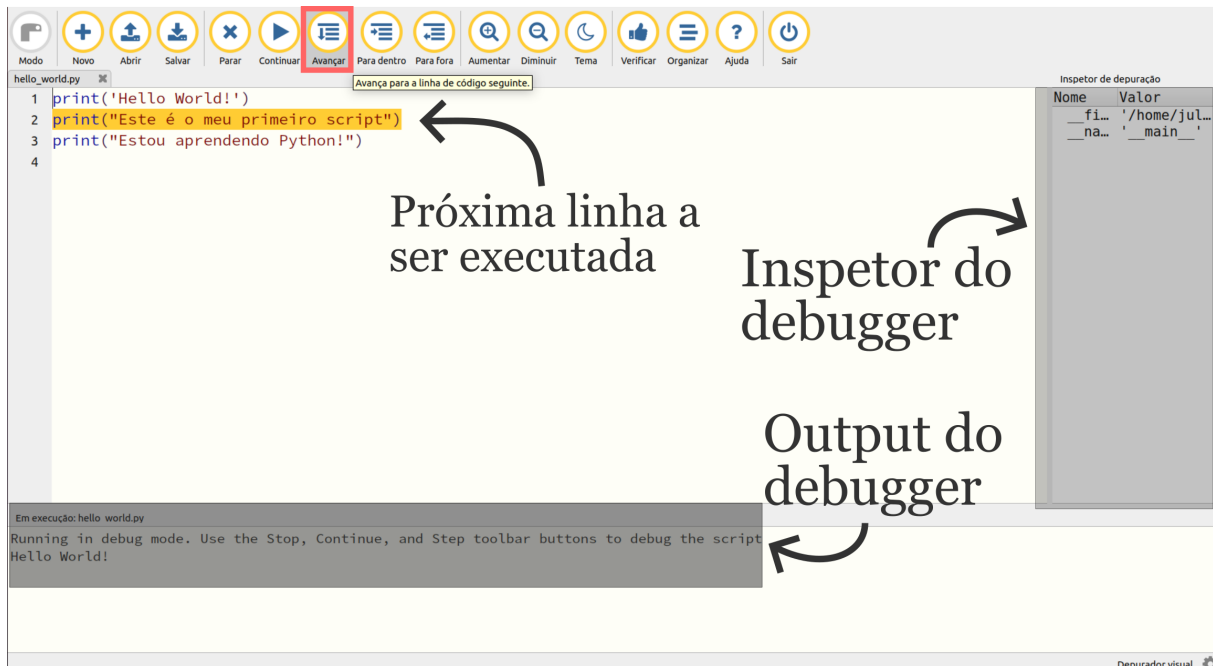 Modo Novo Abrir Salvar Parar Continuar Avançar Para dentro Para fora Aumentar Diminuir Tema Verificar Organizar Ajuda Sair
hello_world.py
Avança para a linha de código seguinte.
Inspetor de depuração
1 print('Hello World!')
2 print("Este é o meu primeiro script")
3 print("Estou aprendendo Python!")
4
Nome Valor
__fi… '/home/jul…
__na… '__main__'
Próxima linha a
ser executada
Inspetor do
debugger
Output do
debugger
Em execução: hello_world.py
Running in debug mode. Use the Stop, Continue, and Step toolbar buttons to debug the script
Hello World!
Depurador visual